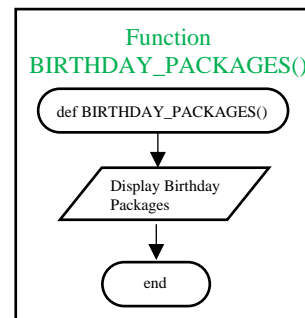 Function
BIRTHDAY_PACKAGES()
def BIRTHDAY_PACKAGES()
Display Birthday
Packages
end